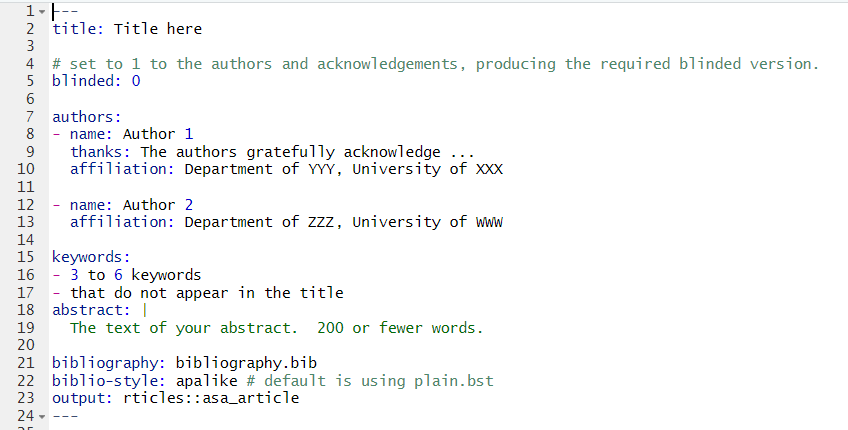 1 ---
2 title: Title here
3
4 # set to 1 to the authors and acknowledgements, producing the required blinded version.
5 blinded: 0
6
7 authors:
8 - name: Author 1
9   thanks: The authors gratefully acknowledge ...
10   affiliation: Department of YYY, University of XXX
11
12 - name: Author 2
13   affiliation: Department of ZZZ, University of WWW
14
15 keywords:
16 - 3 to 6 keywords
17 - that do not appear in the title
18 abstract: |
19   The text of your abstract.  200 or fewer words.
20
21 bibliography: bibliography.bib
22 biblio-style: apalike # default is using plain.bst
23 output: rticles::asa_article
24 ---